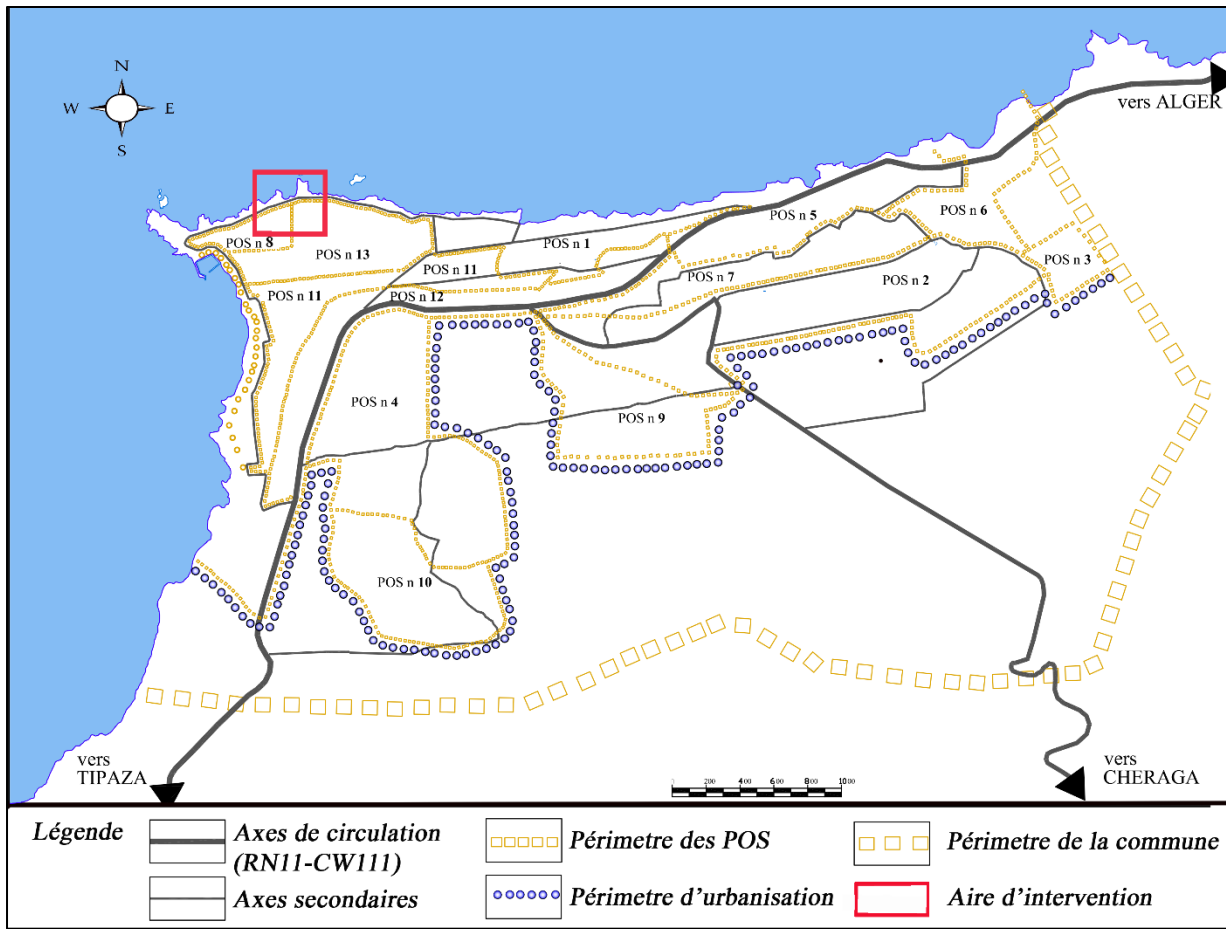 N
W E
S
vers ALGER
POS n 5
POS n 6
POS n 8
POS n 1
POS n 13
POS n 11
POS n 3
POS n 7
POS n 2
POS n 11
POS n 12
POS n 4
POS n 9
POS n 10
vers
TIPAZA
vers
CHERAGA
0 200 400 600 800 1000
Légende
Axes de circulation
(RN11-CW111)
Périmetre des POS
Périmetre de la commune
Axes secondaires
Périmetre d'urbanisation
Aire d'intervention